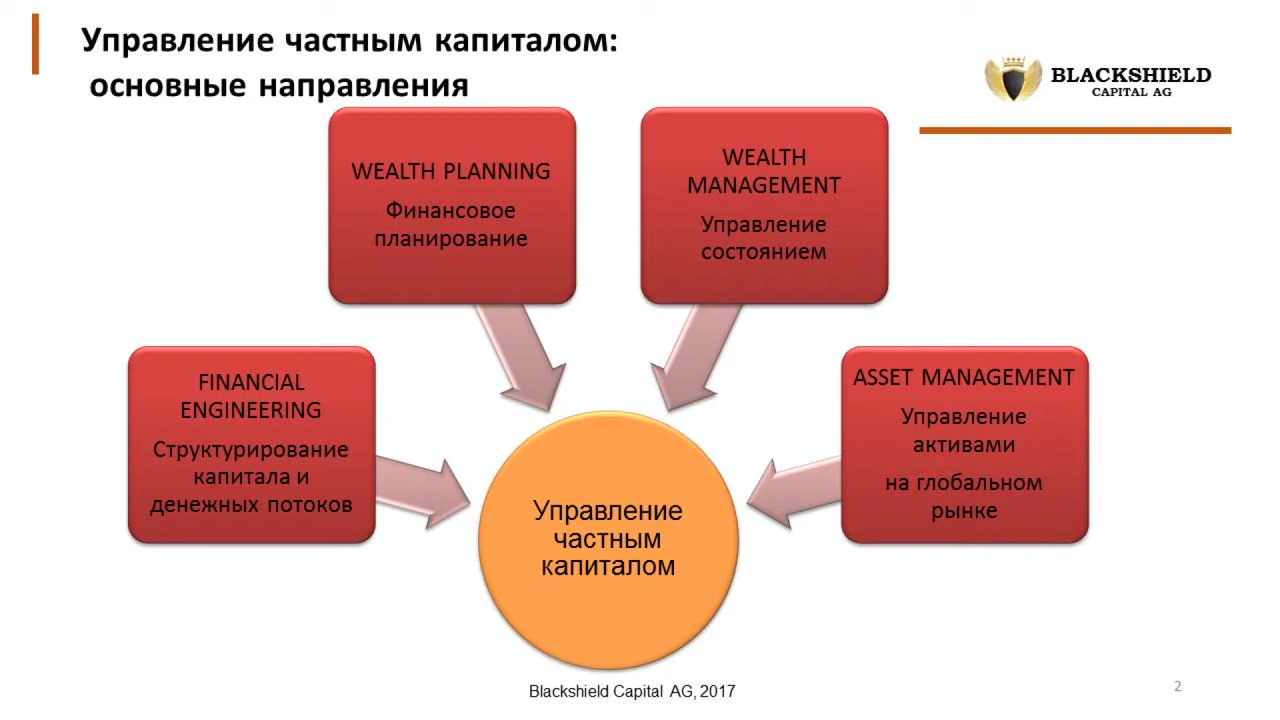 Управление частным капиталом:
основные направления
BLACKSHIELD
CAPITAL AG
WEALTH PLANNING
Финансовое
планирование
WEALTH
MANAGEMENT
Управление
состоянием
FINANCIAL
ENGINEERING
Структурирование
капитала и
денежных потоков
ASSET MANAGEMENT
Управление
активами
на глобальном
рынке
Управление
частным
капиталом
Blackshield Capital AG, 2017
2